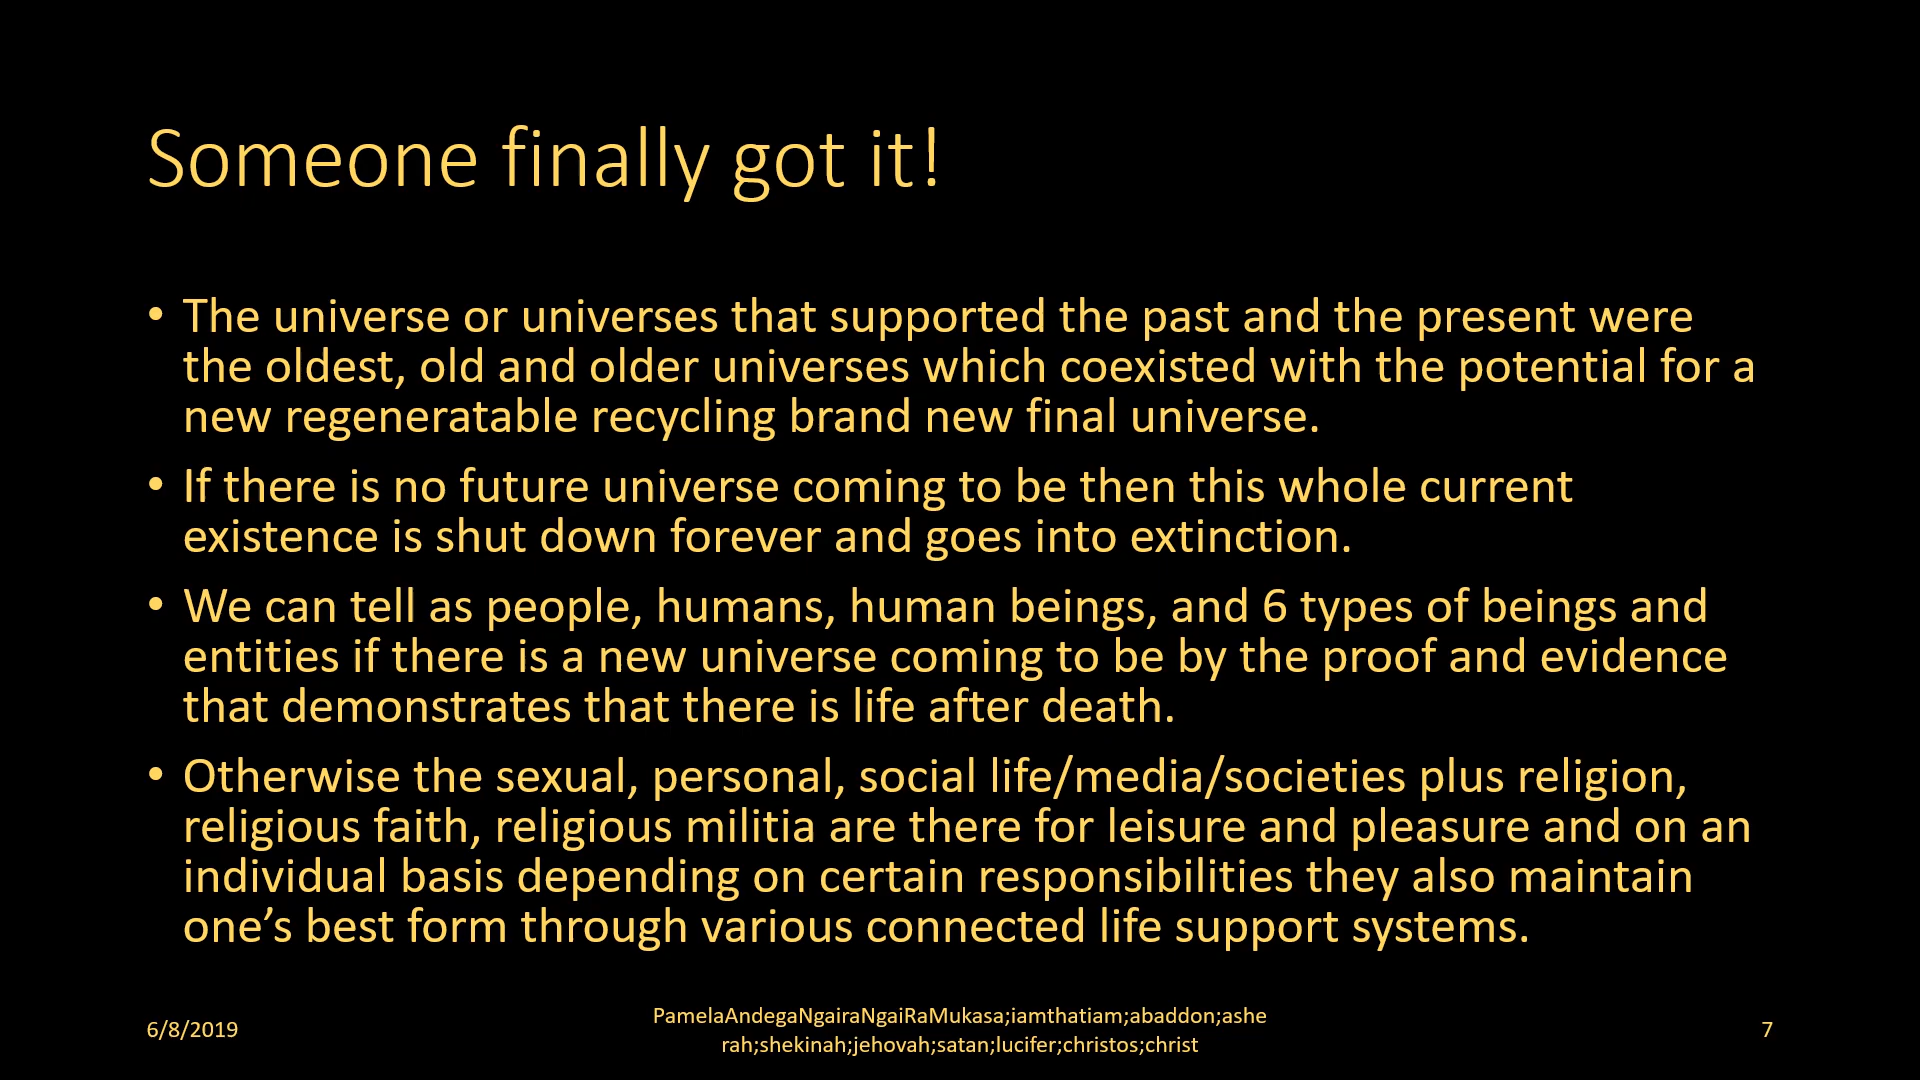 Someone finally got it!
• The universe or universes that supported the past and the present were
the oldest, old and older universes which coexisted with the potential for a
new regeneratable recycling brand new final universe.
• If there is no future universe coming to be then this whole current
existence is shut down forever and goes into extinction.
• We can tell as people, humans, human beings, and 6 types of beings and
entities if there is a new universe coming to be by the proof and evidence
that demonstrates that there is life after death.
• Otherwise the sexual, personal, social life/media/societies plus religion,
religious faith, religious militia are there for leisure and pleasure and on an
individual basis depending on certain responsibilities they also maintain
one’s best form through various connected life support systems.
6/8/2019
PamelaAndegaNgairaNgaiRaMukasa;iamthatiam;abaddon;ashe
rah;shekinah;jehovah;satan;lucifer;christos;christ
7